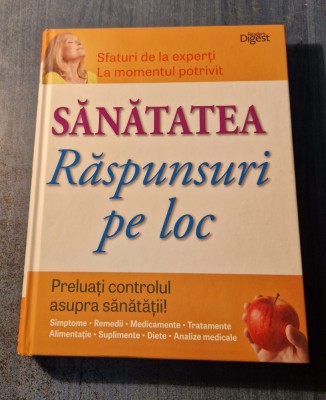 Reader's
Digest
Sfaturi de la experți
La momentul potrivit
SĂNĂTATEA
Răspunsuri
pe loc
Preluați controlul
asupra sănătății!
Simptome • Remedii • Medicamente • Tratamente
Alimentație • Suplimente • Diete • Analize medicale